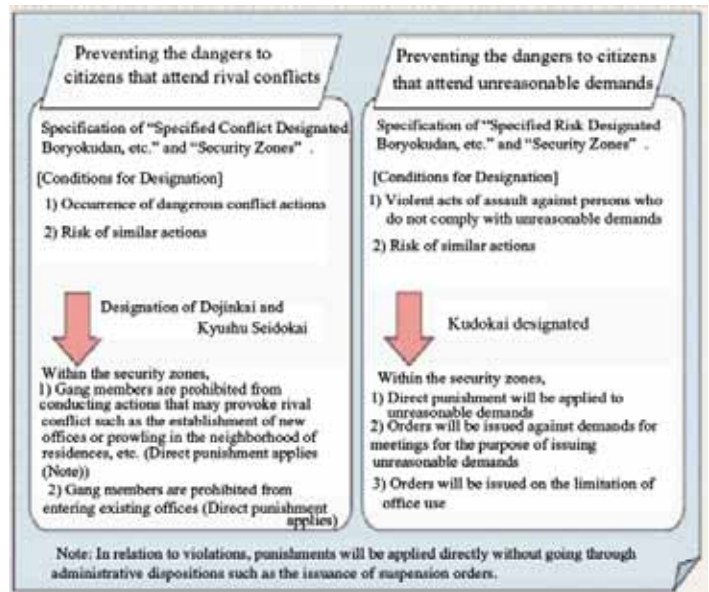 Preventing the dangers to
citizens that attend rival conflicts
Specification of "Specified Conflict Designated
Boryokudan, etc." and "Security Zones" .
[Conditions for Designation]
1) Occurrence of dangerous conflict actions
2) Risk of similar actions
Designation of Dojinkai and
Kyushu Seidokai
Within the security zones,
1) Gang members are prohibited from
conducting actions that may provoke rival
conflict such as the establishment of new
offices or prowling in the neighborhood of
residences, etc. (Direct punishment applies
(Note))
2) Gang members are prohibited from
entering existing offices (Direct punishment
applies)
Preventing the dangers to citizens
that attend unreasonable demands
Specification of "Specified Risk Designated
Boryokudan, etc." and "Security Zones" .
[Conditions for Designation]
1) Violent acts of assault against persons who
do not comply with unreasonable demands
2) Risk of similar actions
Kudokai designated
Within the security zones,
1) Direct punishment will be applied to
unreasonable demands
2) Orders will be issued against demands for
meetings for the purpose of issuing
unreasonable demands
3) Orders will be issued on the limitation of
office use
Note: In relation to violations, punishments will be applied directly without going through
administrative dispositions such as the issuance of suspension orders.